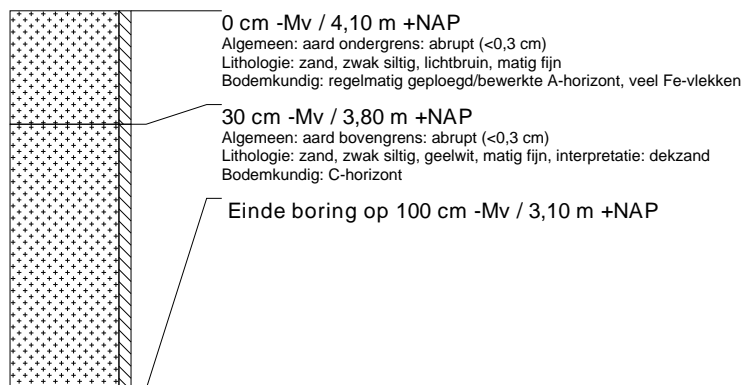 0 cm -Mv / 4,10 m +NAP
Algemeen: aard ondergrens: abrupt (<0,3 cm)
Lithologie: zand, zwak siltig, lichtbruin, matig fijn
Bodemkundig: regelmatig geploegd/bewerkte A-horizont, veel Fe-vlekken
30 cm -Mv / 3,80 m +NAP
Algemeen: aard bovengrens: abrupt (<0,3 cm)
Lithologie: zand, zwak siltig, geelwit, matig fijn, interpretatie: dekzand
Bodemkundig: C-horizont
Einde boring op 100 cm -Mv / 3,10 m +NAP